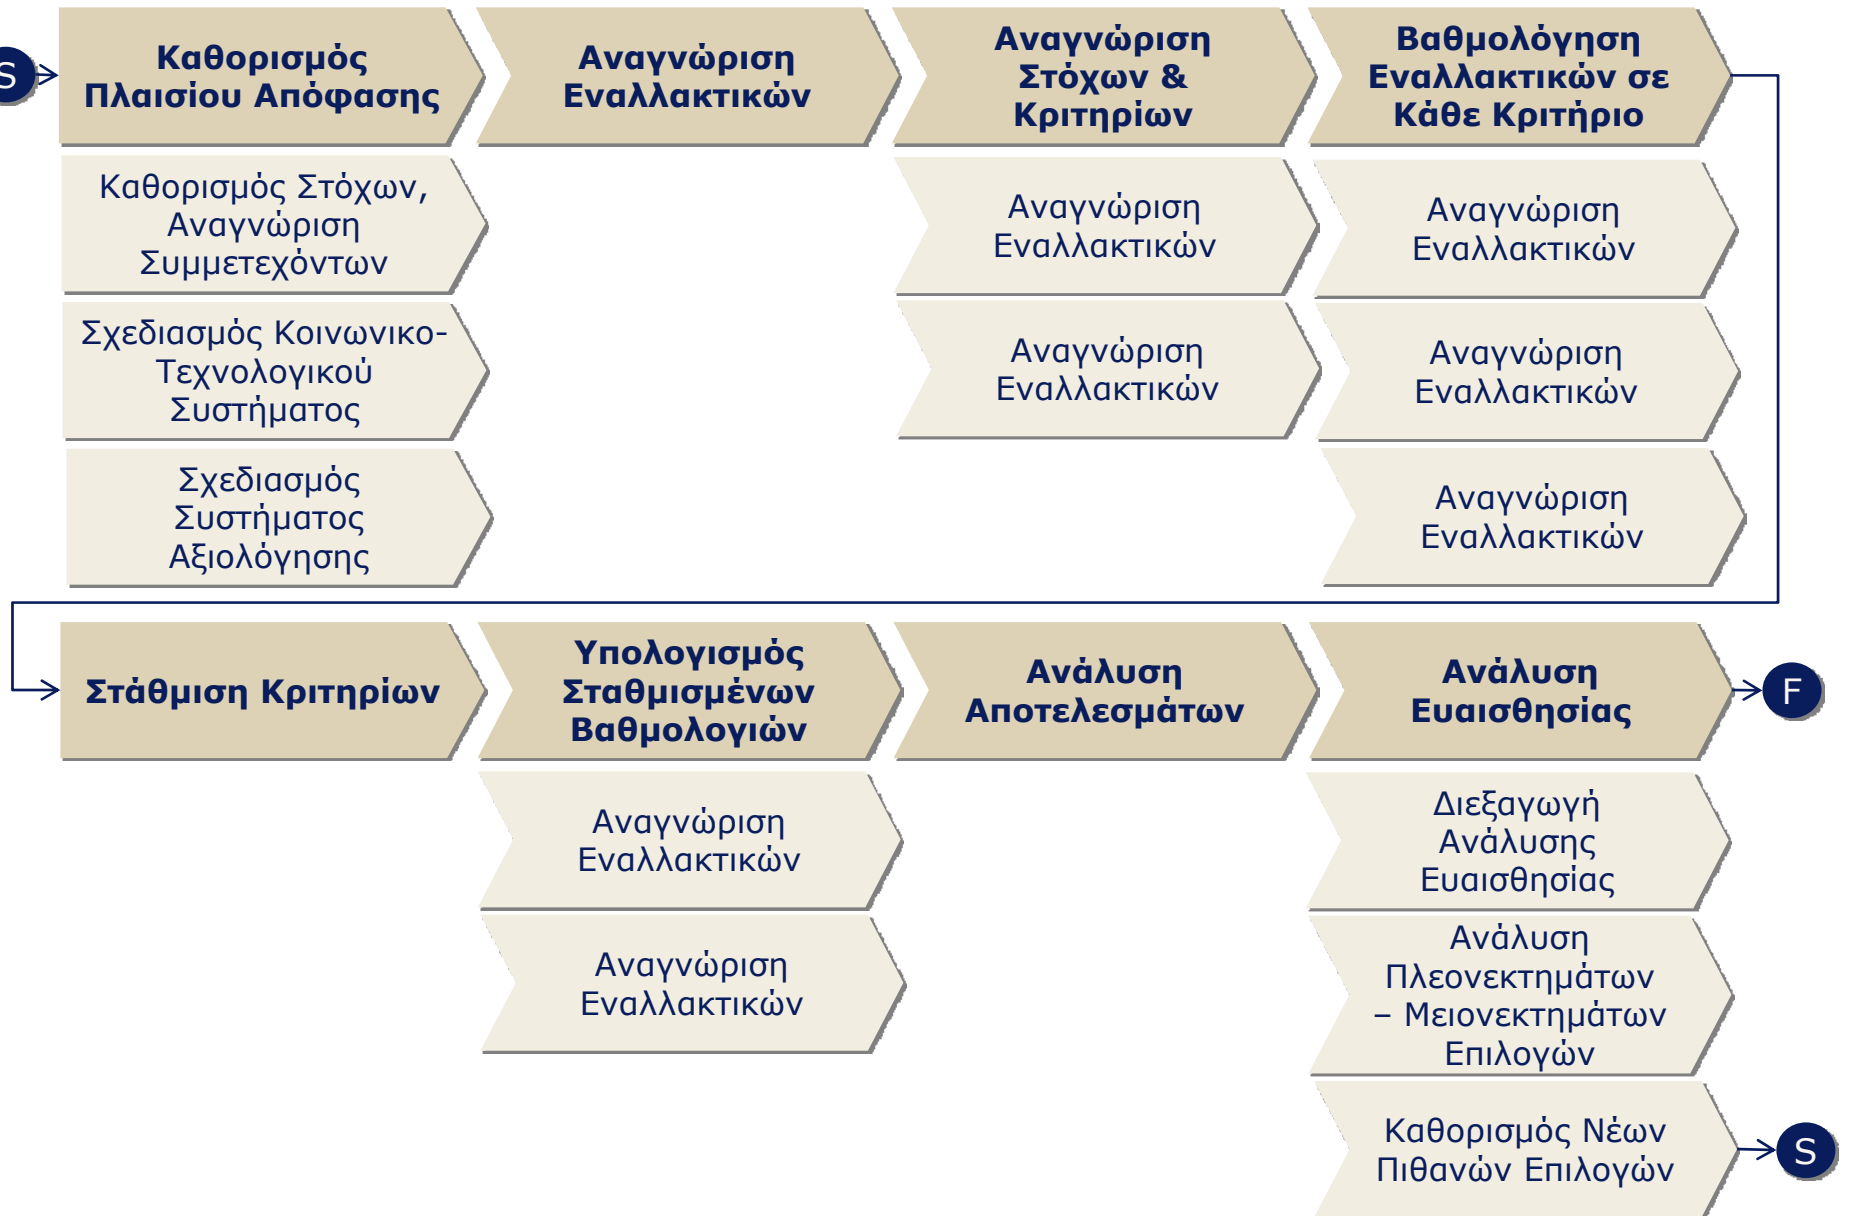 S
Καθορισμός
Πλαισίου Απόφασης
Αναγνώριση
Εναλλακτικών
Αναγνώριση
Στόχων &
Κριτηρίων
Βαθμολόγηση
Εναλλακτικών σε
Κάθε Κριτήριο
Καθορισμός Στόχων,
Αναγνώριση
Συμμετεχόντων
Σχεδιασμός Κοινωνικο-
Τεχνολογικού
Συστήματος
Σχεδιασμός
Συστήματος
Αξιολόγησης
Αναγνώριση
Εναλλακτικών
Αναγνώριση
Εναλλακτικών
Αναγνώριση
Εναλλακτικών
Αναγνώριση
Εναλλακτικών
Αναγνώριση
Εναλλακτικών
Στάθμιση Κριτηρίων
Υπολογισμός
Σταθμισμένων
Βαθμολογιών
Ανάλυση
Αποτελεσμάτων
Ανάλυση
Ευαισθησίας
F
Αναγνώριση
Εναλλακτικών
Αναγνώριση
Εναλλακτικών
Διεξαγωγή
Ανάλυσης
Ευαισθησίας
Ανάλυση
Πλεονεκτημάτων
– Μειονεκτημάτων
Επιλογών
Καθορισμός Νέων
Πιθανών Επιλογών
S